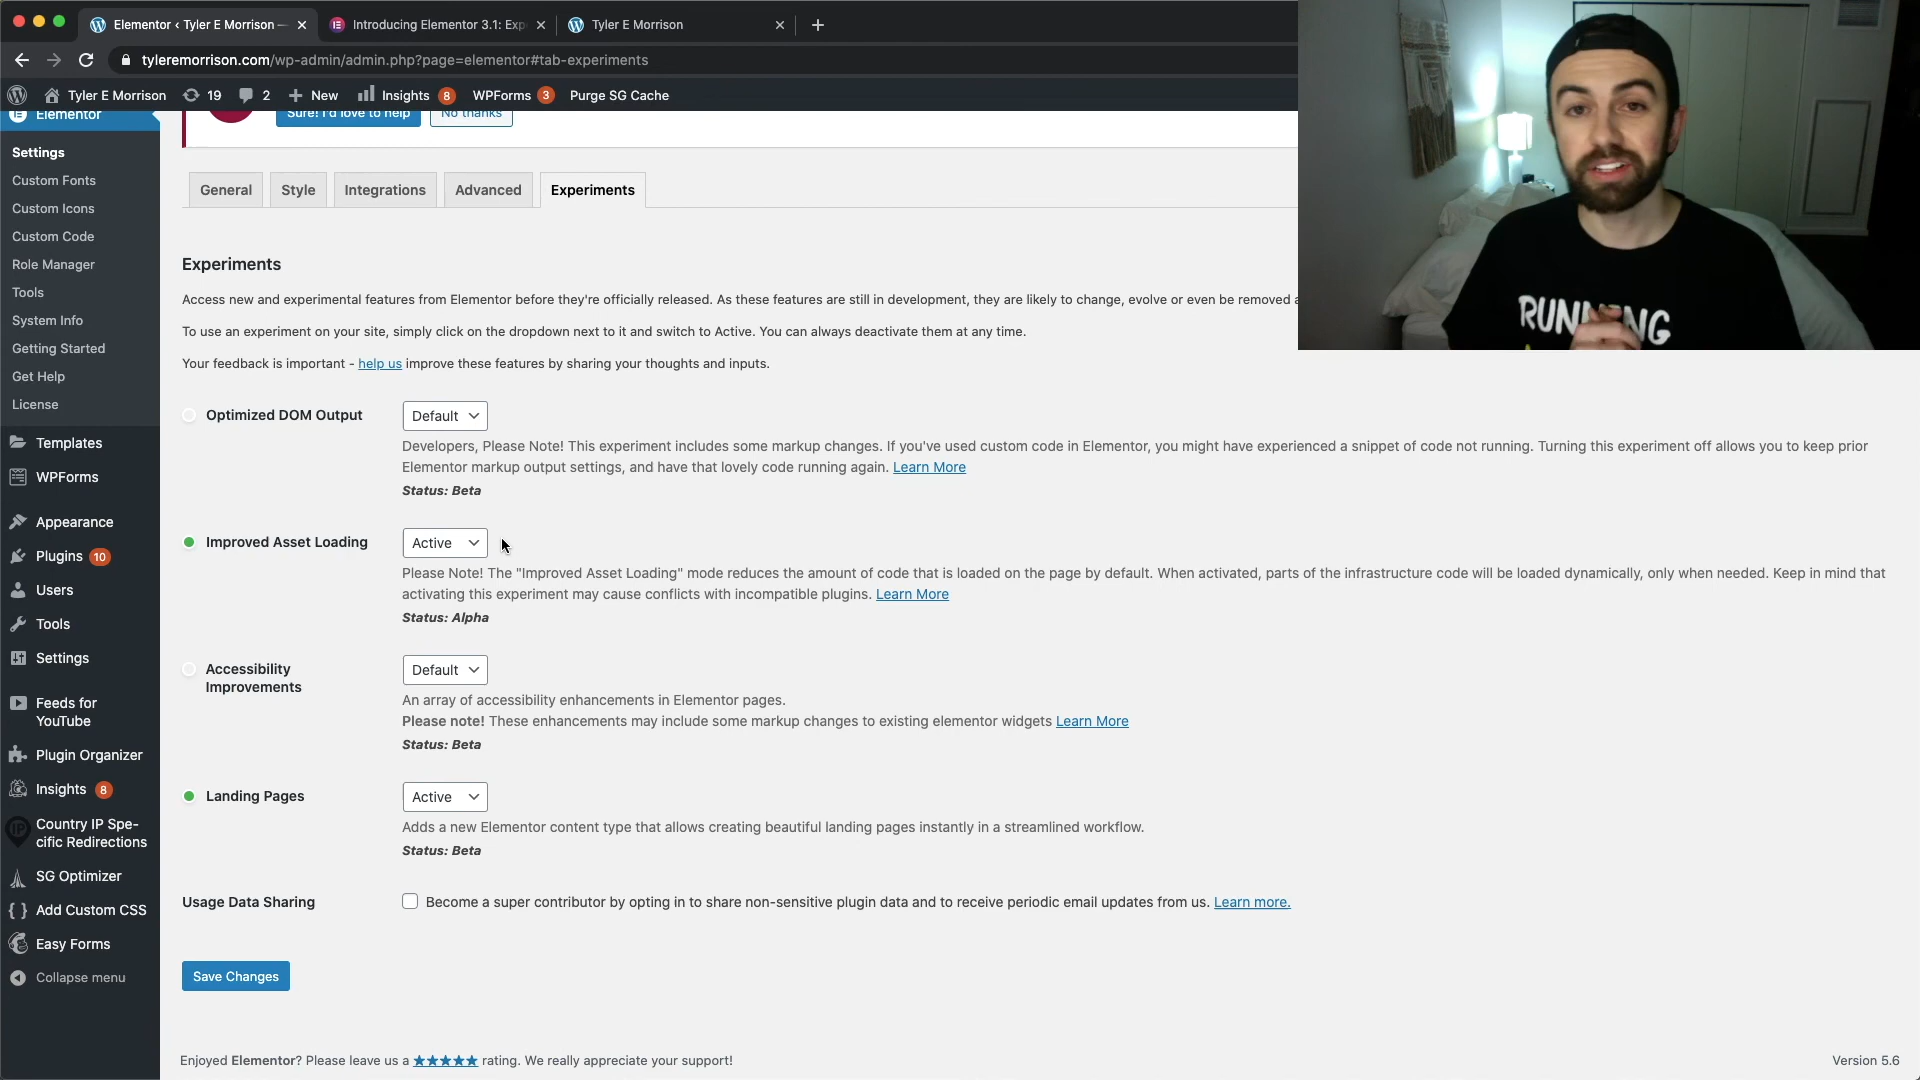 Elementor ‹ Tyler E Morrison —
Introducing Elementor 3.1: Exp
Tyler E Morrison
tyleremorrison.com/wp-admin/admin.php?page=elementor#tab-experiments
Tyler E Morrison 19 2 New Insights 8 WPForms 3 Purge SG Cache
Elementor
Settings
Custom Fonts
Custom Icons
Custom Code
Role Manager
Tools
System Info
Getting Started
Get Help
License
Templates
WPForms
Appearance
Plugins 10
Users
Tools
Settings
Feeds for
YouTube
Plugin Organizer
Insights 8
Country IP Spe-
cific Redirections
SG Optimizer
Add Custom CSS
Easy Forms
Collapse menu
Sure! I'd love to help No thanks
General Style Integrations Advanced Experiments
Experiments
Access new and experimental features from Elementor before they're officially released. As these features are still in development, they are likely to change, evolve or even be removed a
To use an experiment on your site, simply click on the dropdown next to it and switch to Active. You can always deactivate them at any time.
Your feedback is important - help us improve these features by sharing your thoughts and inputs.
Optimized DOM Output Default
Developers, Please Note! This experiment includes some markup changes. If you've used custom code in Elementor, you might have experienced a snippet of code not running. Turning this experiment off allows you to keep prior
Elementor markup output settings, and have that lovely code running again. Learn More
Status: Beta
Improved Asset Loading Active
Please Note! The "Improved Asset Loading" mode reduces the amount of code that is loaded on the page by default. When activated, parts of the infrastructure code will be loaded dynamically, only when needed. Keep in mind that
activating this experiment may cause conflicts with incompatible plugins. Learn More
Status: Alpha
Accessibility
Improvements
Default
An array of accessibility enhancements in Elementor pages.
Please note! These enhancements may include some markup changes to existing elementor widgets Learn More
Status: Beta
Landing Pages Active
Adds a new Elementor content type that allows creating beautiful landing pages instantly in a streamlined workflow.
Status: Beta
Usage Data Sharing Become a super contributor by opting in to share non-sensitive plugin data and to receive periodic email updates from us. Learn more.
Save Changes
Enjoyed Elementor? Please leave us a ★★★★★ rating. We really appreciate your support!
Version 5.6